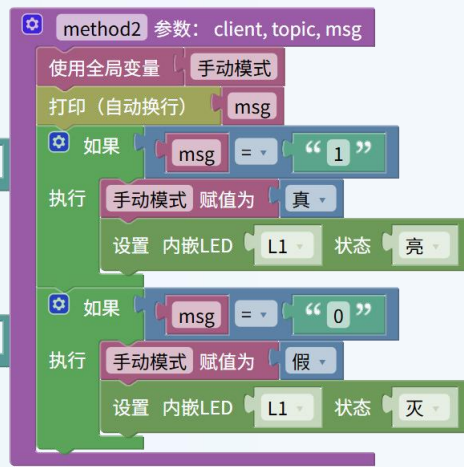 method2 参数： client, topic, msg
使用全局变量 手动模式
打印（自动换行） msg
如果 msg = “ 1 ”
执行 手动模式 赋值为 真
设置 内嵌LED L1 状态 亮
如果 msg = “ 0 ”
执行 手动模式 赋值为 假
设置 内嵌LED L1 状态 灭